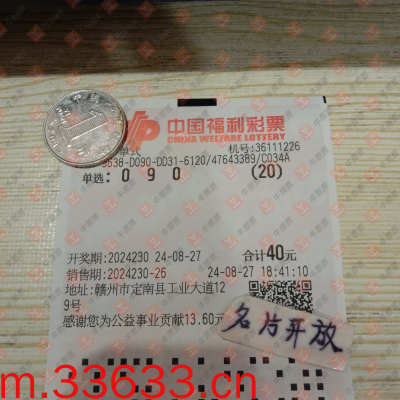 中国福利彩票
CHINA WELFARE LOTTERY
机号:36111226
D090-DD31-6120/47643389/CD34A
单选: 0 9 0 (20)
开奖期:2024230 24-08-27 合计40元
销售期:2024230-26 24-08-27 18:41:10
地址:赣州市定南县工业大道12
9号
感谢您为公益事业贡献13.60元
名片开放
m.33633.cn